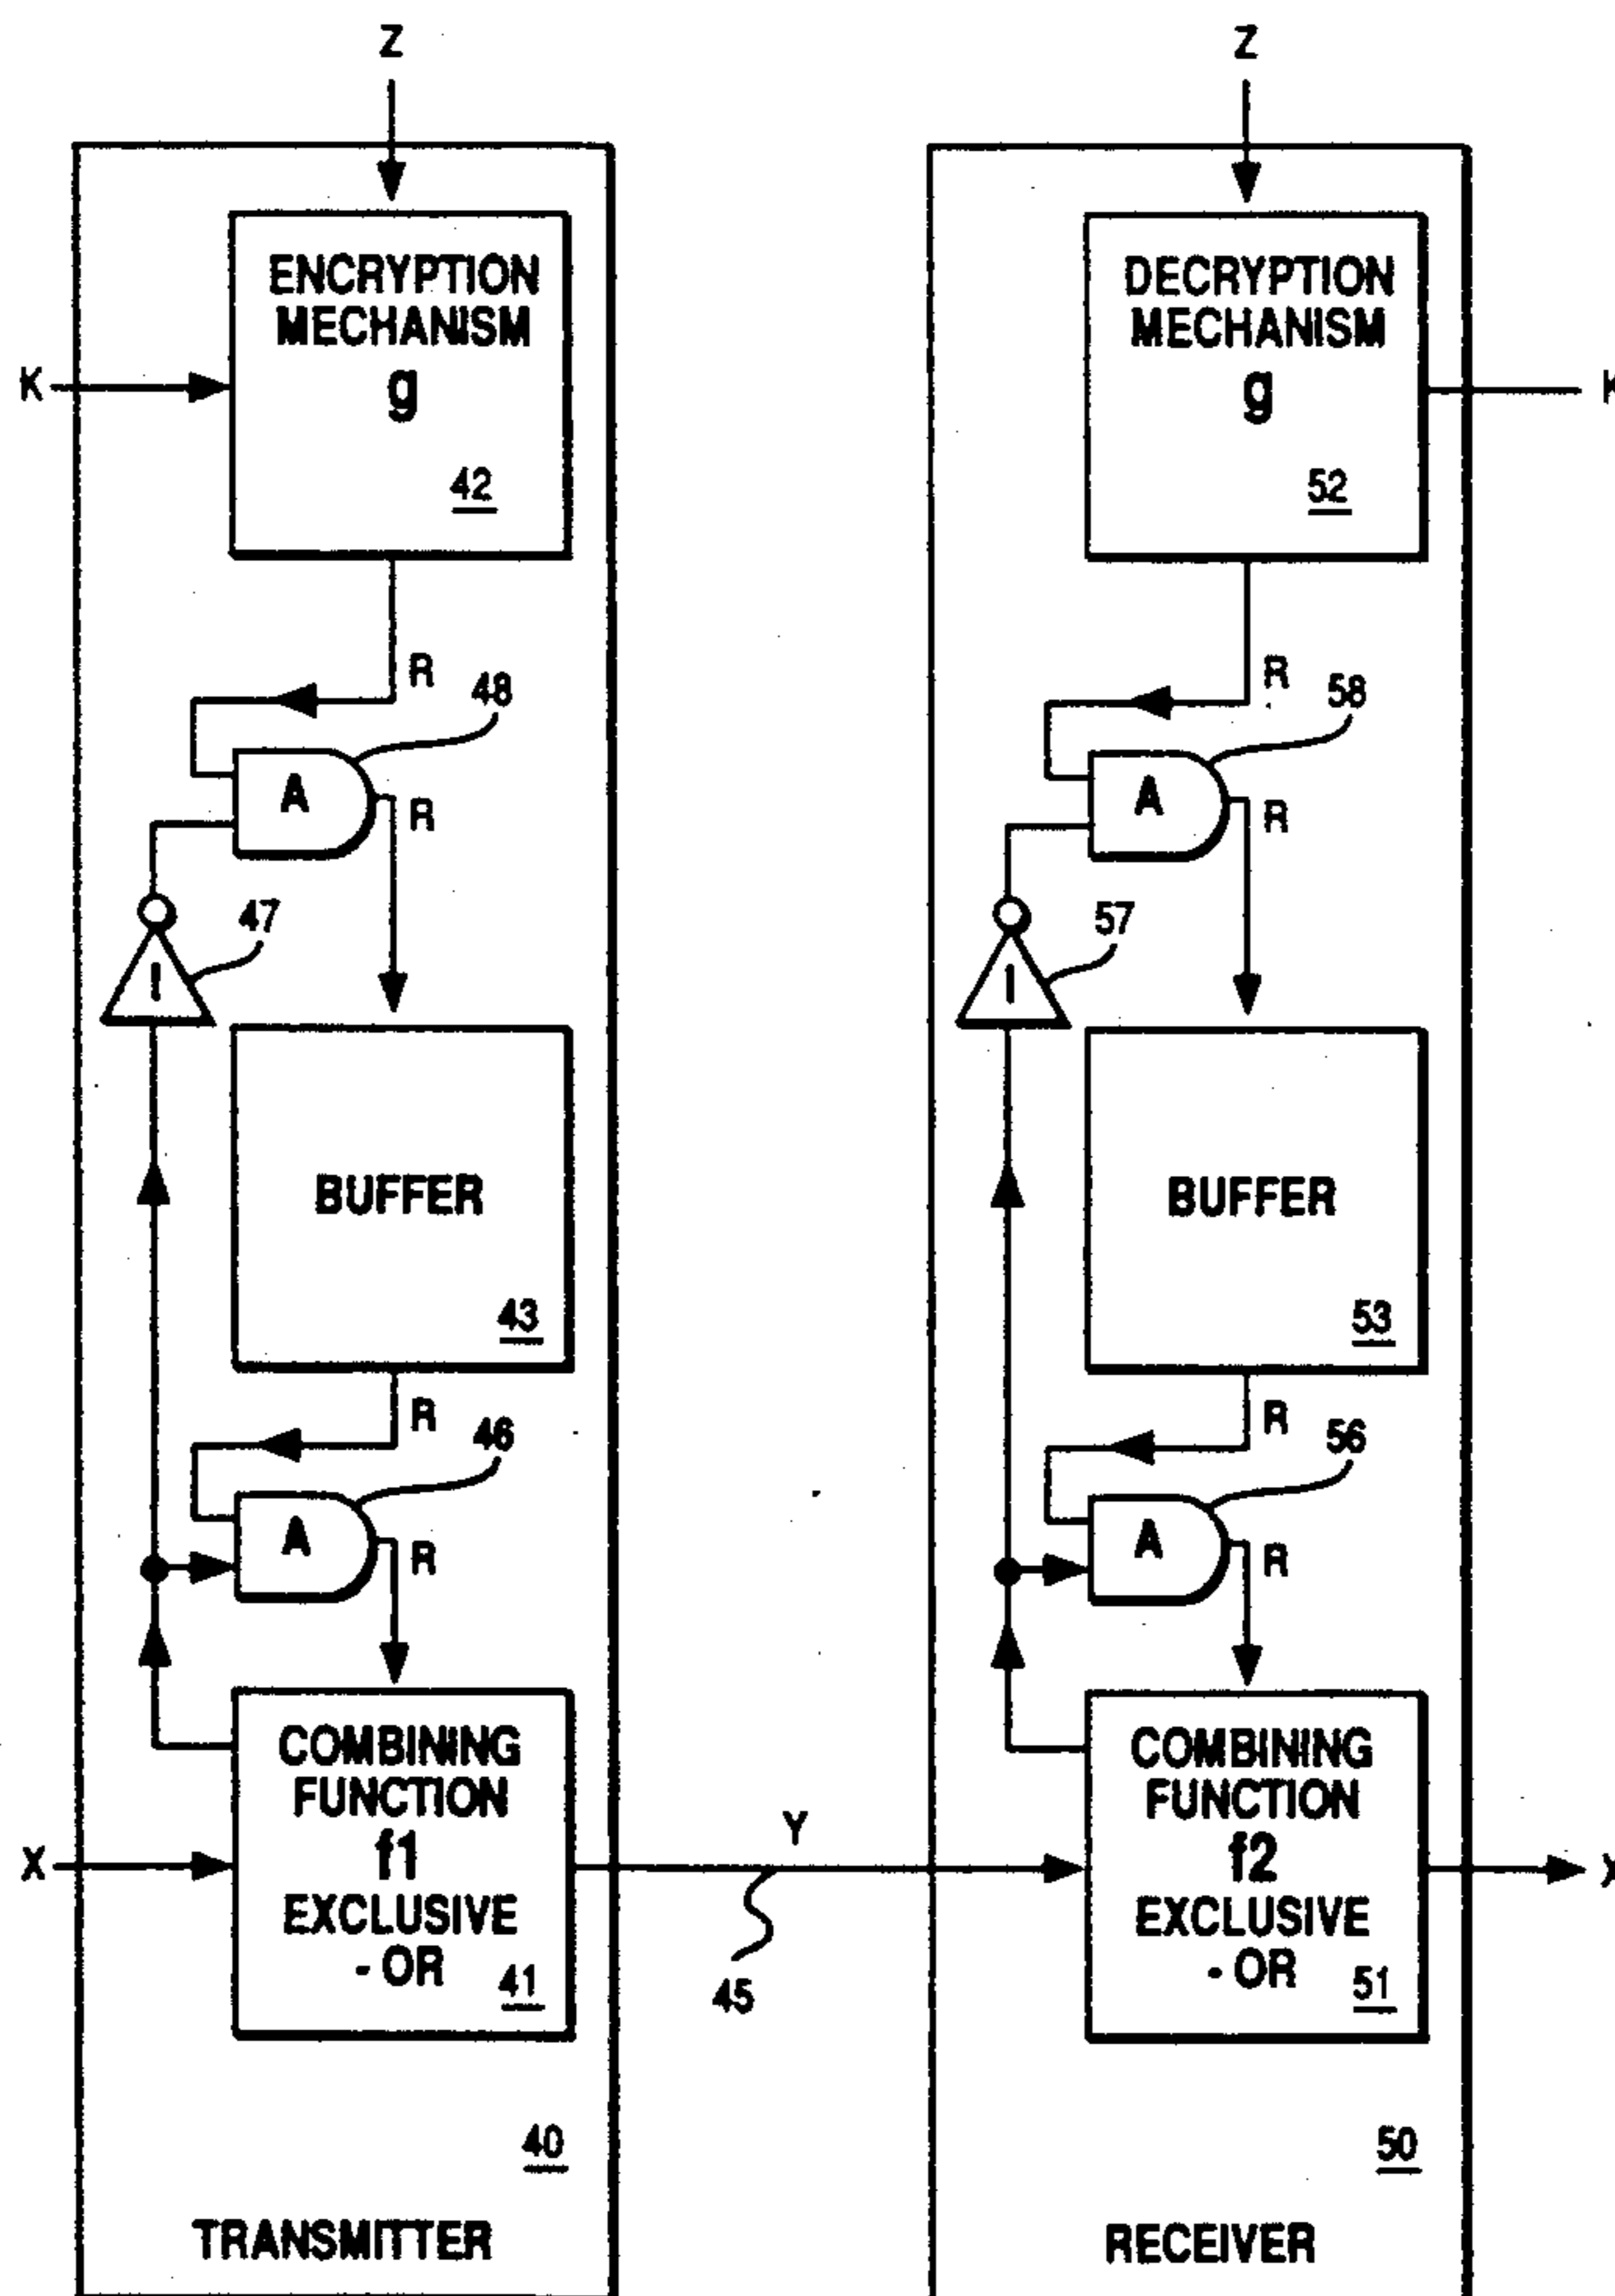 Z
ENCRYPTION
MECHANISM
g
42
K
R
48
A
R
47
I
BUFFER
43
R
46
A
R
COMBINING
FUNCTION
f1
EXCLUSIVE
- OR
41
X
Y
45
40
TRANSMITTER
Z
DECRYPTION
MECHANISM
g
52
K
R
58
A
R
57
I
BUFFER
53
R
56
A
R
COMBINING
FUNCTION
f2
EXCLUSIVE
- OR
51
X
50
RECEIVER